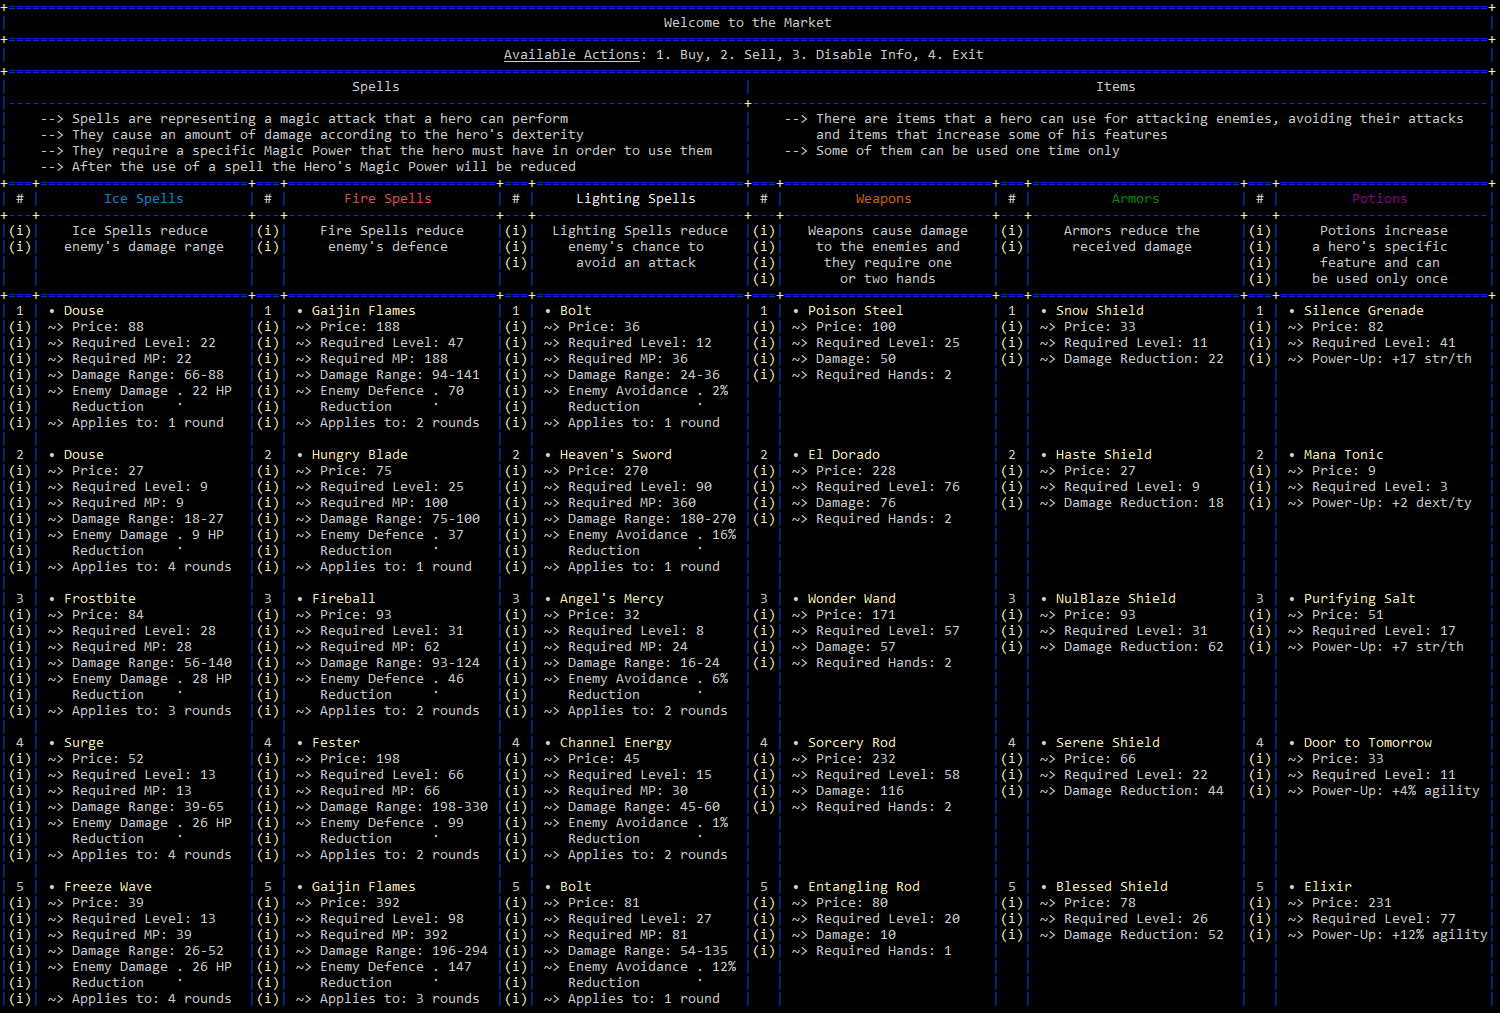 Welcome to the Market
Available Actions: 1. Buy, 2. Sell, 3. Disable Info, 4. Exit
Spells Items
--> Spells are representing a magic attack that a hero can perform --> There are items that a hero can use for attacking enemies, avoiding their attacks
--> They cause an amount of damage according to the hero's dexterity and items that increase some of his features
--> They require a specific Magic Power that the hero must have in order to use them --> Some of them can be used one time only
--> After the use of a spell the Hero's Magic Power will be reduced
# Ice Spells # Fire Spells # Lighting Spells # Weapons # Armors # Potions
(i) Ice Spells reduce (i) Fire Spells reduce (i) Lighting Spells reduce (i) Weapons cause damage (i) Armors reduce the (i) Potions increase
(i) enemy's damage range (i) enemy's defence (i) enemy's chance to (i) to the enemies and (i) received damage (i) a hero's specific
(i) avoid an attack (i) they require one (i) feature and can
(i) or two hands (i) be used only once
1 • Douse 1 • Gaijin Flames 1 • Bolt 1 • Poison Steel 1 • Snow Shield 1 • Silence Grenade
(i) ~> Price: 88 (i) ~> Price: 188 (i) ~> Price: 36 (i) ~> Price: 100 (i) ~> Price: 33 (i) ~> Price: 82
(i) ~> Required Level: 22 (i) ~> Required Level: 47 (i) ~> Required Level: 12 (i) ~> Required Level: 25 (i) ~> Required Level: 11 (i) ~> Required Level: 41
(i) ~> Required MP: 22 (i) ~> Required MP: 188 (i) ~> Required MP: 36 (i) ~> Damage: 50 (i) ~> Damage Reduction: 22 (i) ~> Power-Up: +17 str/th
(i) ~> Damage Range: 66-88 (i) ~> Damage Range: 94-141 (i) ~> Damage Range: 24-36 (i) ~> Required Hands: 2
(i) ~> Enemy Damage . 22 HP (i) ~> Enemy Defence . 70 (i) ~> Enemy Avoidance . 2%
(i) Reduction ˙ (i) Reduction ˙ (i) Reduction ˙
(i) ~> Applies to: 1 round (i) ~> Applies to: 2 rounds (i) ~> Applies to: 1 round
2 • Douse 2 • Hungry Blade 2 • Heaven's Sword 2 • El Dorado 2 • Haste Shield 2 • Mana Tonic
(i) ~> Price: 27 (i) ~> Price: 75 (i) ~> Price: 270 (i) ~> Price: 228 (i) ~> Price: 27 (i) ~> Price: 9
(i) ~> Required Level: 9 (i) ~> Required Level: 25 (i) ~> Required Level: 90 (i) ~> Required Level: 76 (i) ~> Required Level: 9 (i) ~> Required Level: 3
(i) ~> Required MP: 9 (i) ~> Required MP: 100 (i) ~> Required MP: 360 (i) ~> Damage: 76 (i) ~> Damage Reduction: 18 (i) ~> Power-Up: +2 dext/ty
(i) ~> Damage Range: 18-27 (i) ~> Damage Range: 75-100 (i) ~> Damage Range: 180-270 (i) ~> Required Hands: 2
(i) ~> Enemy Damage . 9 HP (i) ~> Enemy Defence . 37 (i) ~> Enemy Avoidance . 16%
(i) Reduction ˙ (i) Reduction ˙ (i) Reduction ˙
(i) ~> Applies to: 4 rounds (i) ~> Applies to: 1 round (i) ~> Applies to: 1 round
3 • Frostbite 3 • Fireball 3 • Angel's Mercy 3 • Wonder Wand 3 • NulBlaze Shield 3 • Purifying Salt
(i) ~> Price: 84 (i) ~> Price: 93 (i) ~> Price: 32 (i) ~> Price: 171 (i) ~> Price: 93 (i) ~> Price: 51
(i) ~> Required Level: 28 (i) ~> Required Level: 31 (i) ~> Required Level: 8 (i) ~> Required Level: 57 (i) ~> Required Level: 31 (i) ~> Required Level: 17
(i) ~> Required MP: 28 (i) ~> Required MP: 62 (i) ~> Required MP: 24 (i) ~> Damage: 57 (i) ~> Damage Reduction: 62 (i) ~> Power-Up: +7 str/th
(i) ~> Damage Range: 56-140 (i) ~> Damage Range: 93-124 (i) ~> Damage Range: 16-24 (i) ~> Required Hands: 2
(i) ~> Enemy Damage . 28 HP (i) ~> Enemy Defence . 46 (i) ~> Enemy Avoidance . 6%
(i) Reduction ˙ (i) Reduction ˙ (i) Reduction ˙
(i) ~> Applies to: 3 rounds (i) ~> Applies to: 2 rounds (i) ~> Applies to: 2 rounds
4 • Surge 4 • Fester 4 • Channel Energy 4 • Sorcery Rod 4 • Serene Shield 4 • Door to Tomorrow
(i) ~> Price: 52 (i) ~> Price: 198 (i) ~> Price: 45 (i) ~> Price: 232 (i) ~> Price: 66 (i) ~> Price: 33
(i) ~> Required Level: 13 (i) ~> Required Level: 66 (i) ~> Required Level: 15 (i) ~> Required Level: 58 (i) ~> Required Level: 22 (i) ~> Required Level: 11
(i) ~> Required MP: 13 (i) ~> Required MP: 66 (i) ~> Required MP: 30 (i) ~> Damage: 116 (i) ~> Damage Reduction: 44 (i) ~> Power-Up: +4% agility
(i) ~> Damage Range: 39-65 (i) ~> Damage Range: 198-330 (i) ~> Damage Range: 45-60 (i) ~> Required Hands: 2
(i) ~> Enemy Damage . 26 HP (i) ~> Enemy Defence . 99 (i) ~> Enemy Avoidance . 1%
(i) Reduction ˙ (i) Reduction ˙ (i) Reduction ˙
(i) ~> Applies to: 4 rounds (i) ~> Applies to: 2 rounds (i) ~> Applies to: 2 rounds
5 • Freeze Wave 5 • Gaijin Flames 5 • Bolt 5 • Entangling Rod 5 • Blessed Shield 5 • Elixir
(i) ~> Price: 39 (i) ~> Price: 392 (i) ~> Price: 81 (i) ~> Price: 80 (i) ~> Price: 78 (i) ~> Price: 231
(i) ~> Required Level: 13 (i) ~> Required Level: 98 (i) ~> Required Level: 27 (i) ~> Required Level: 20 (i) ~> Required Level: 26 (i) ~> Required Level: 77
(i) ~> Required MP: 39 (i) ~> Required MP: 392 (i) ~> Required MP: 81 (i) ~> Damage: 10 (i) ~> Damage Reduction: 52 (i) ~> Power-Up: +12% agility
(i) ~> Damage Range: 26-52 (i) ~> Damage Range: 196-294 (i) ~> Damage Range: 54-135 (i) ~> Required Hands: 1
(i) ~> Enemy Damage . 26 HP (i) ~> Enemy Defence . 147 (i) ~> Enemy Avoidance . 12%
(i) Reduction ˙ (i) Reduction ˙ (i) Reduction ˙
(i) ~> Applies to: 4 rounds (i) ~> Applies to: 3 rounds (i) ~> Applies to: 1 round